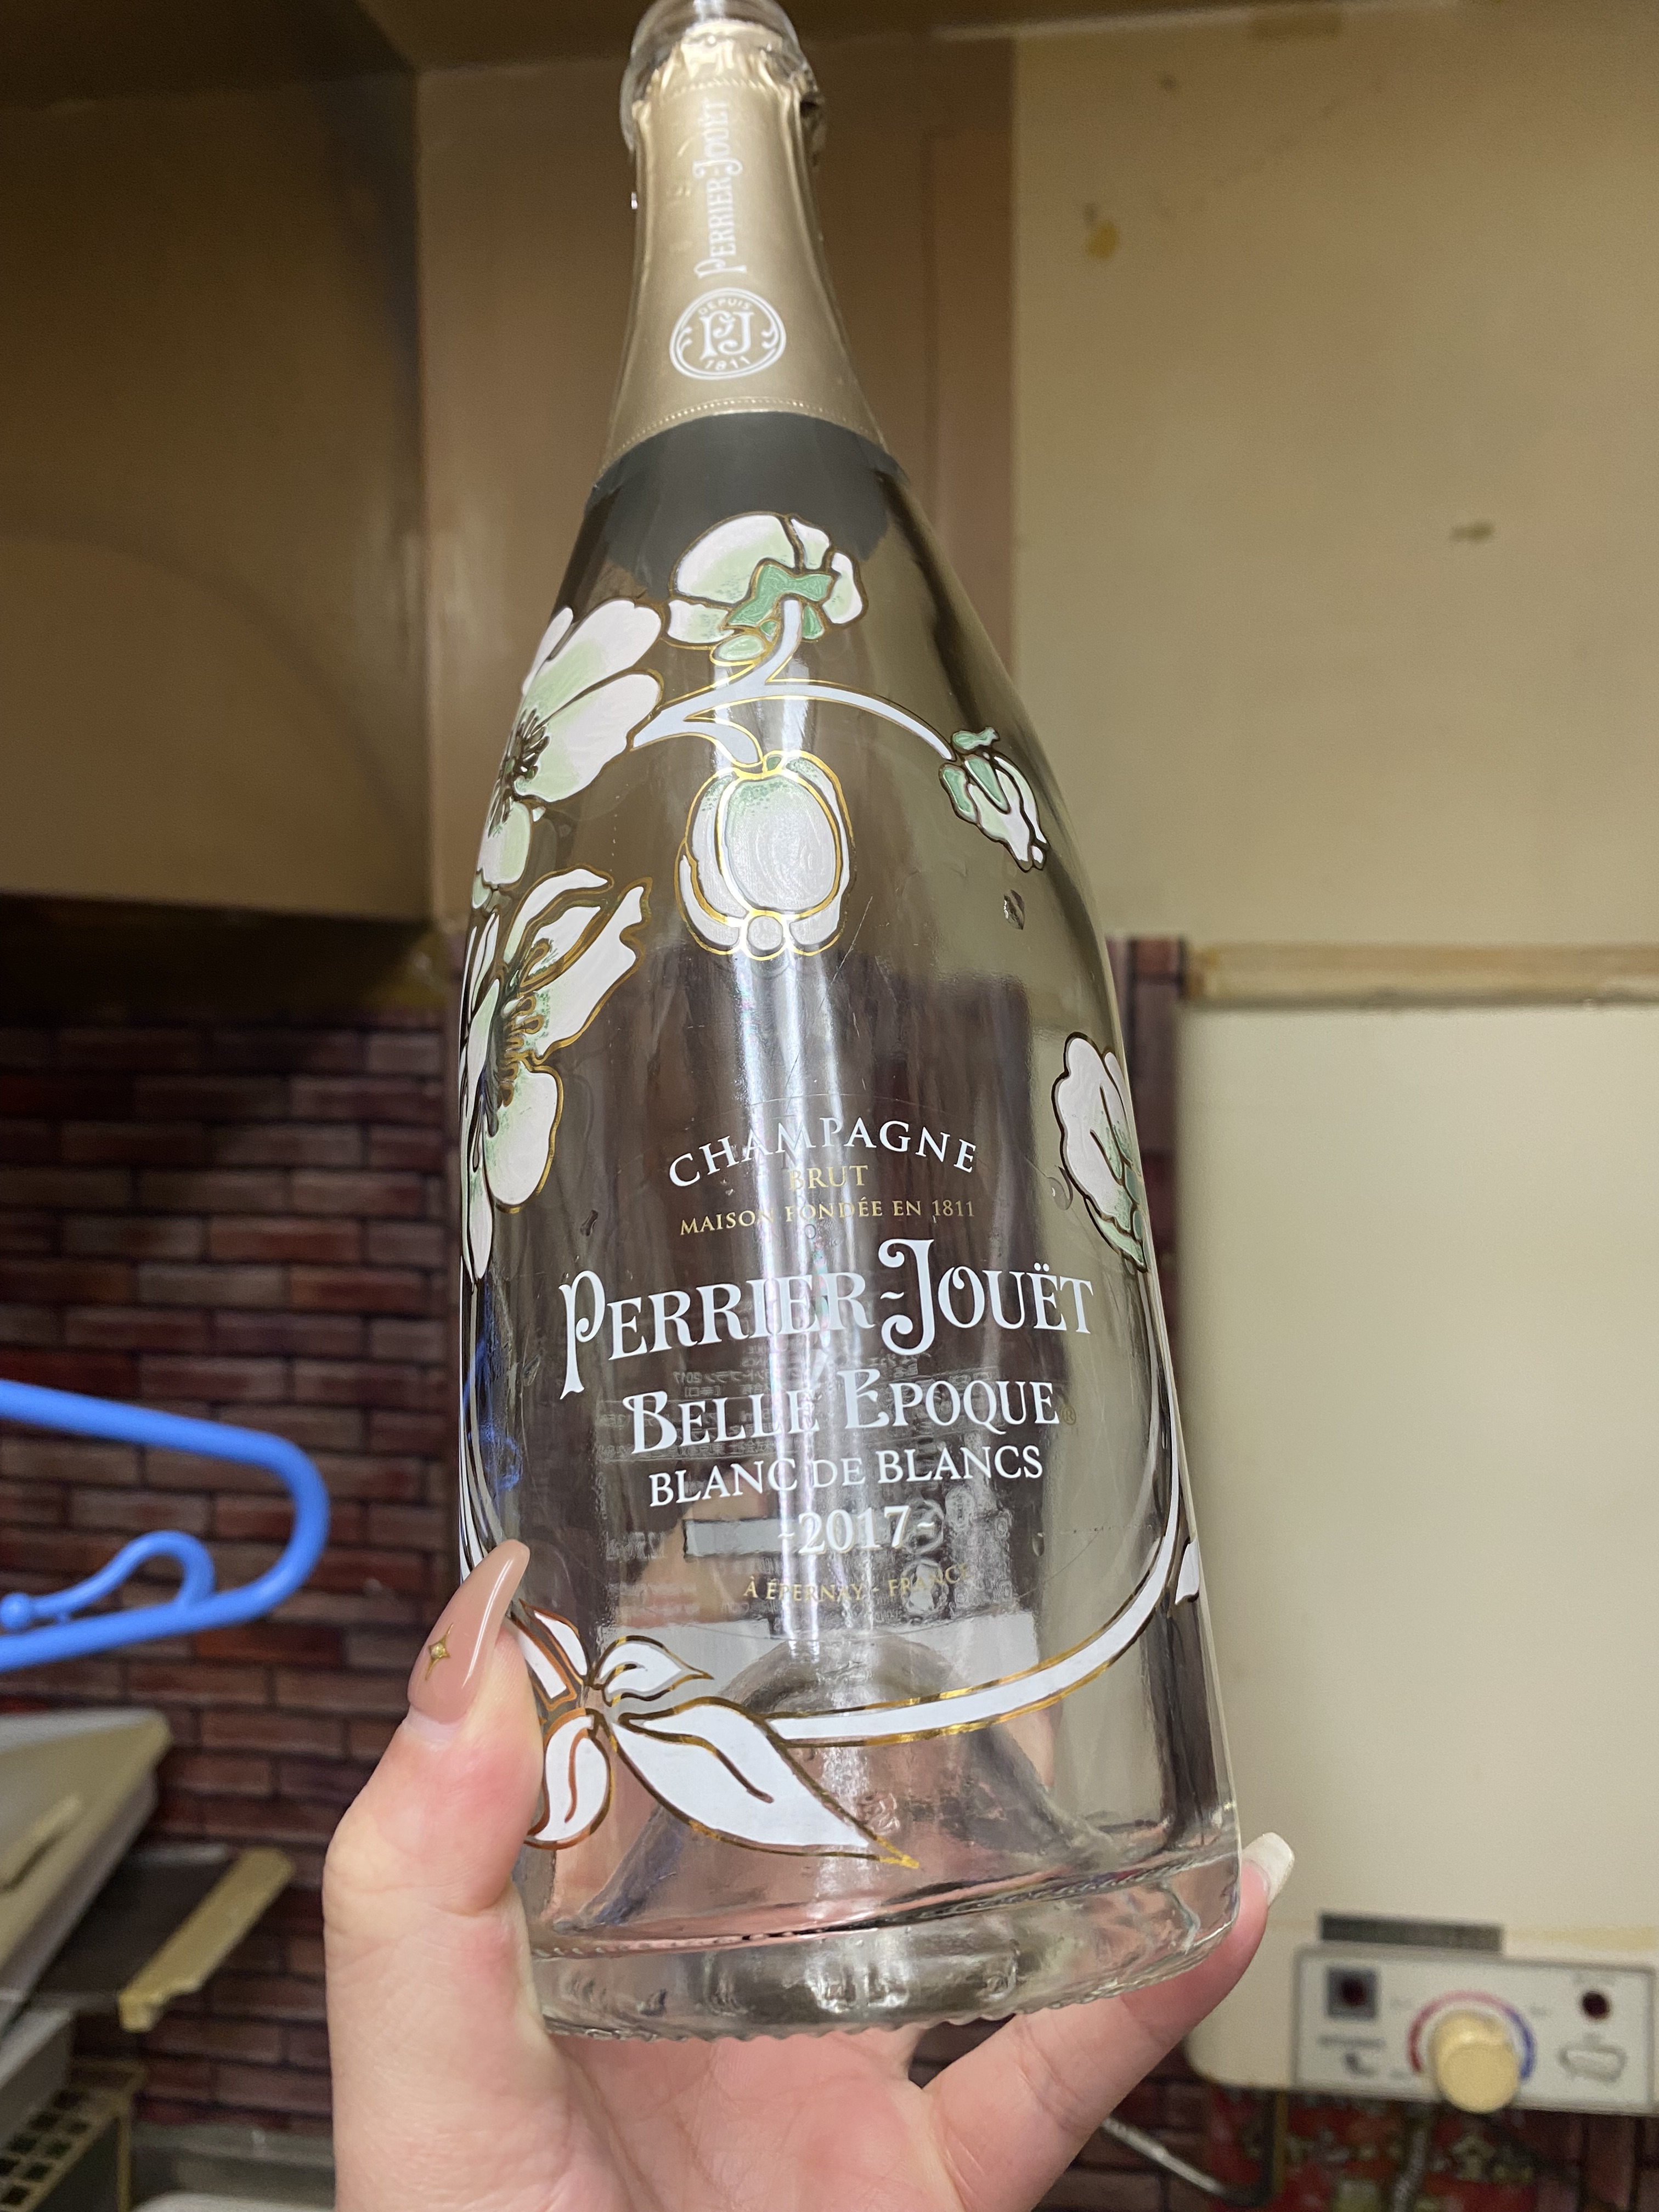 PERRIER-JOUËT
DEPUIS
PJ
1811
CHAMPAGNE
BRUT
MAISON FONDÉE EN 1811
PERRIER-JOUËT
BELLE EPOQUE®
BLANC DE BLANCS
-2017-
À ÉPERNAY - FRANCE